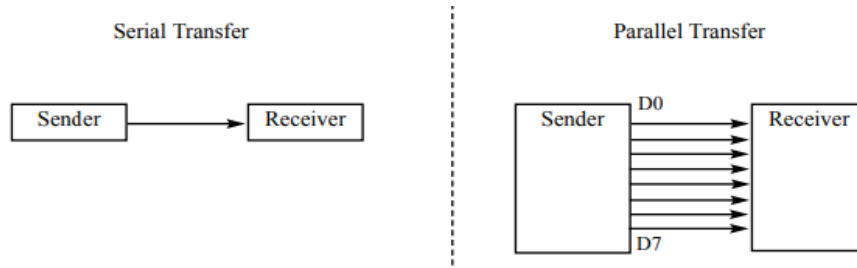 Serial Transfer
Sender
Receiver
Parallel Transfer
D0
Sender
Receiver
D7